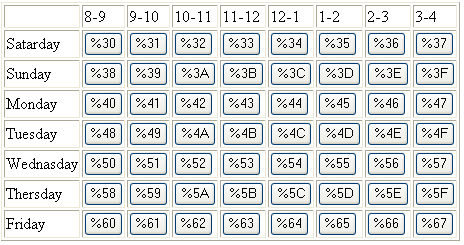 8-9 9-10 10-11 11-12 12-1 1-2 2-3 3-4
Satarday %30 %31 %32 %33 %34 %35 %36 %37
Sunday %38 %39 %3A %3B %3C %3D %3E %3F
Monday %40 %41 %42 %43 %44 %45 %46 %47
Tuesday %48 %49 %4A %4B %4C %4D %4E %4F
Wednasday %50 %51 %52 %53 %54 %55 %56 %57
Thersday %58 %59 %5A %5B %5C %5D %5E %5F
Friday %60 %61 %62 %63 %64 %65 %66 %67